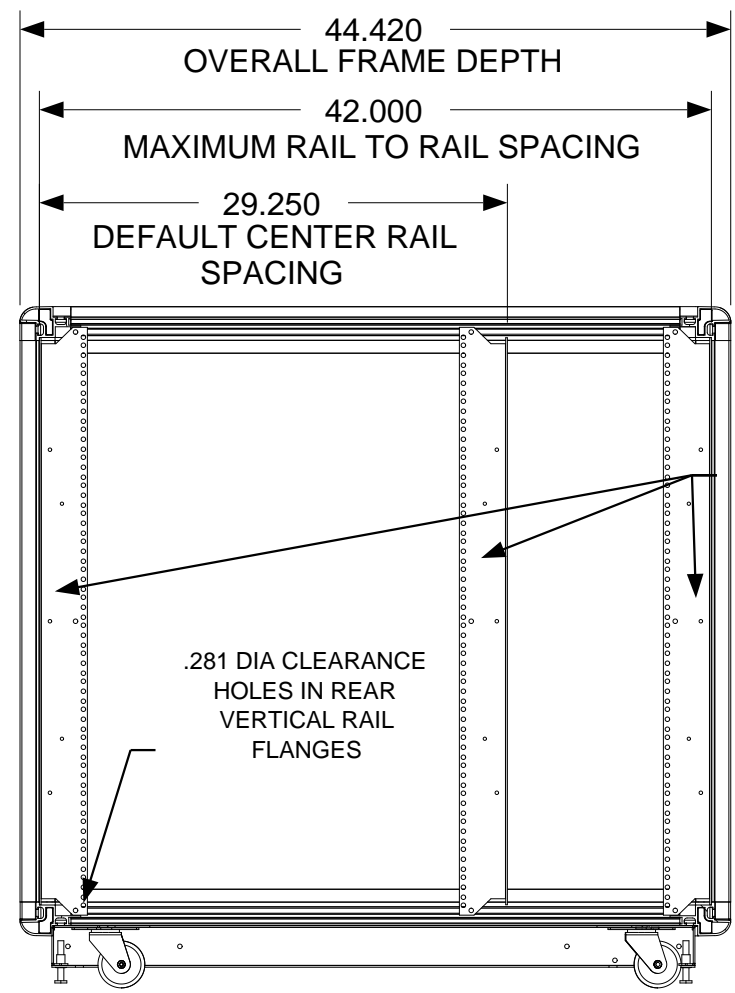 44.420
OVERALL FRAME DEPTH
42.000
MAXIMUM RAIL TO RAIL SPACING
29.250
DEFAULT CENTER RAIL
SPACING
.281 DIA CLEARANCE
HOLES IN REAR
VERTICAL RAIL
FLANGES